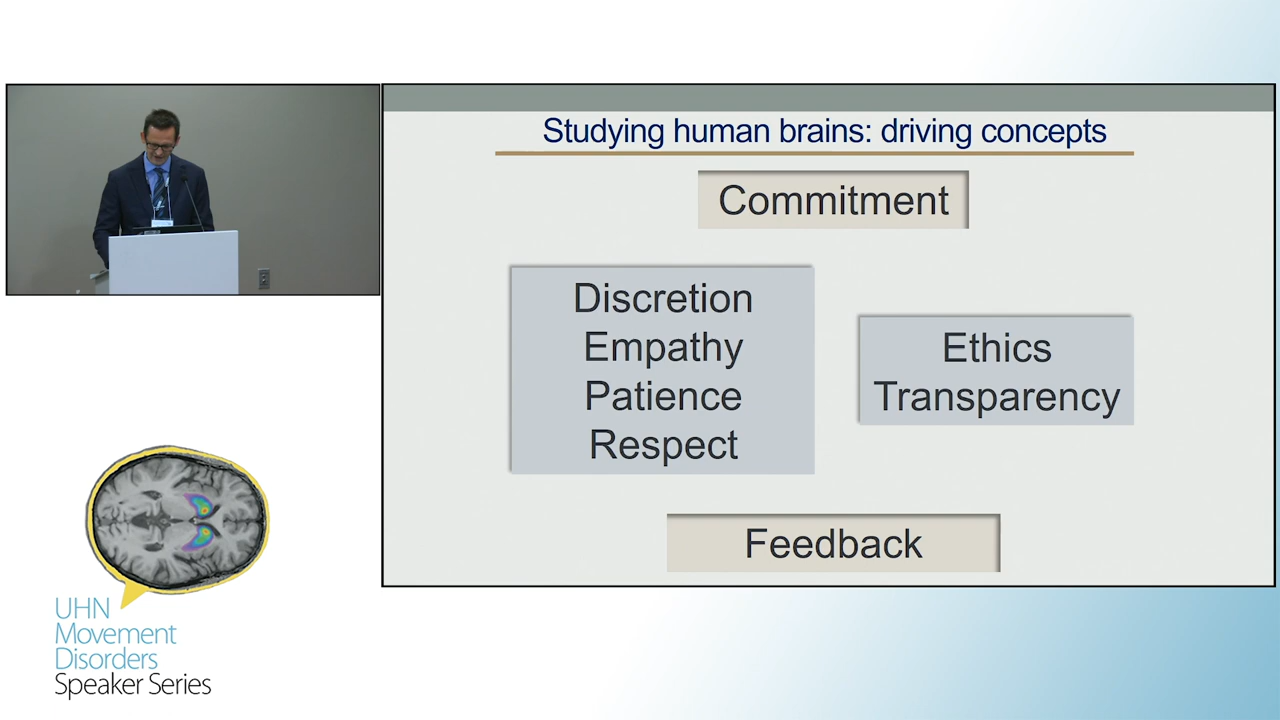 Studying human brains: driving concepts
Commitment
Discretion
Empathy
Patience
Respect
Ethics
Transparency
Feedback
UHN
Movement
Disorders
Speaker Series